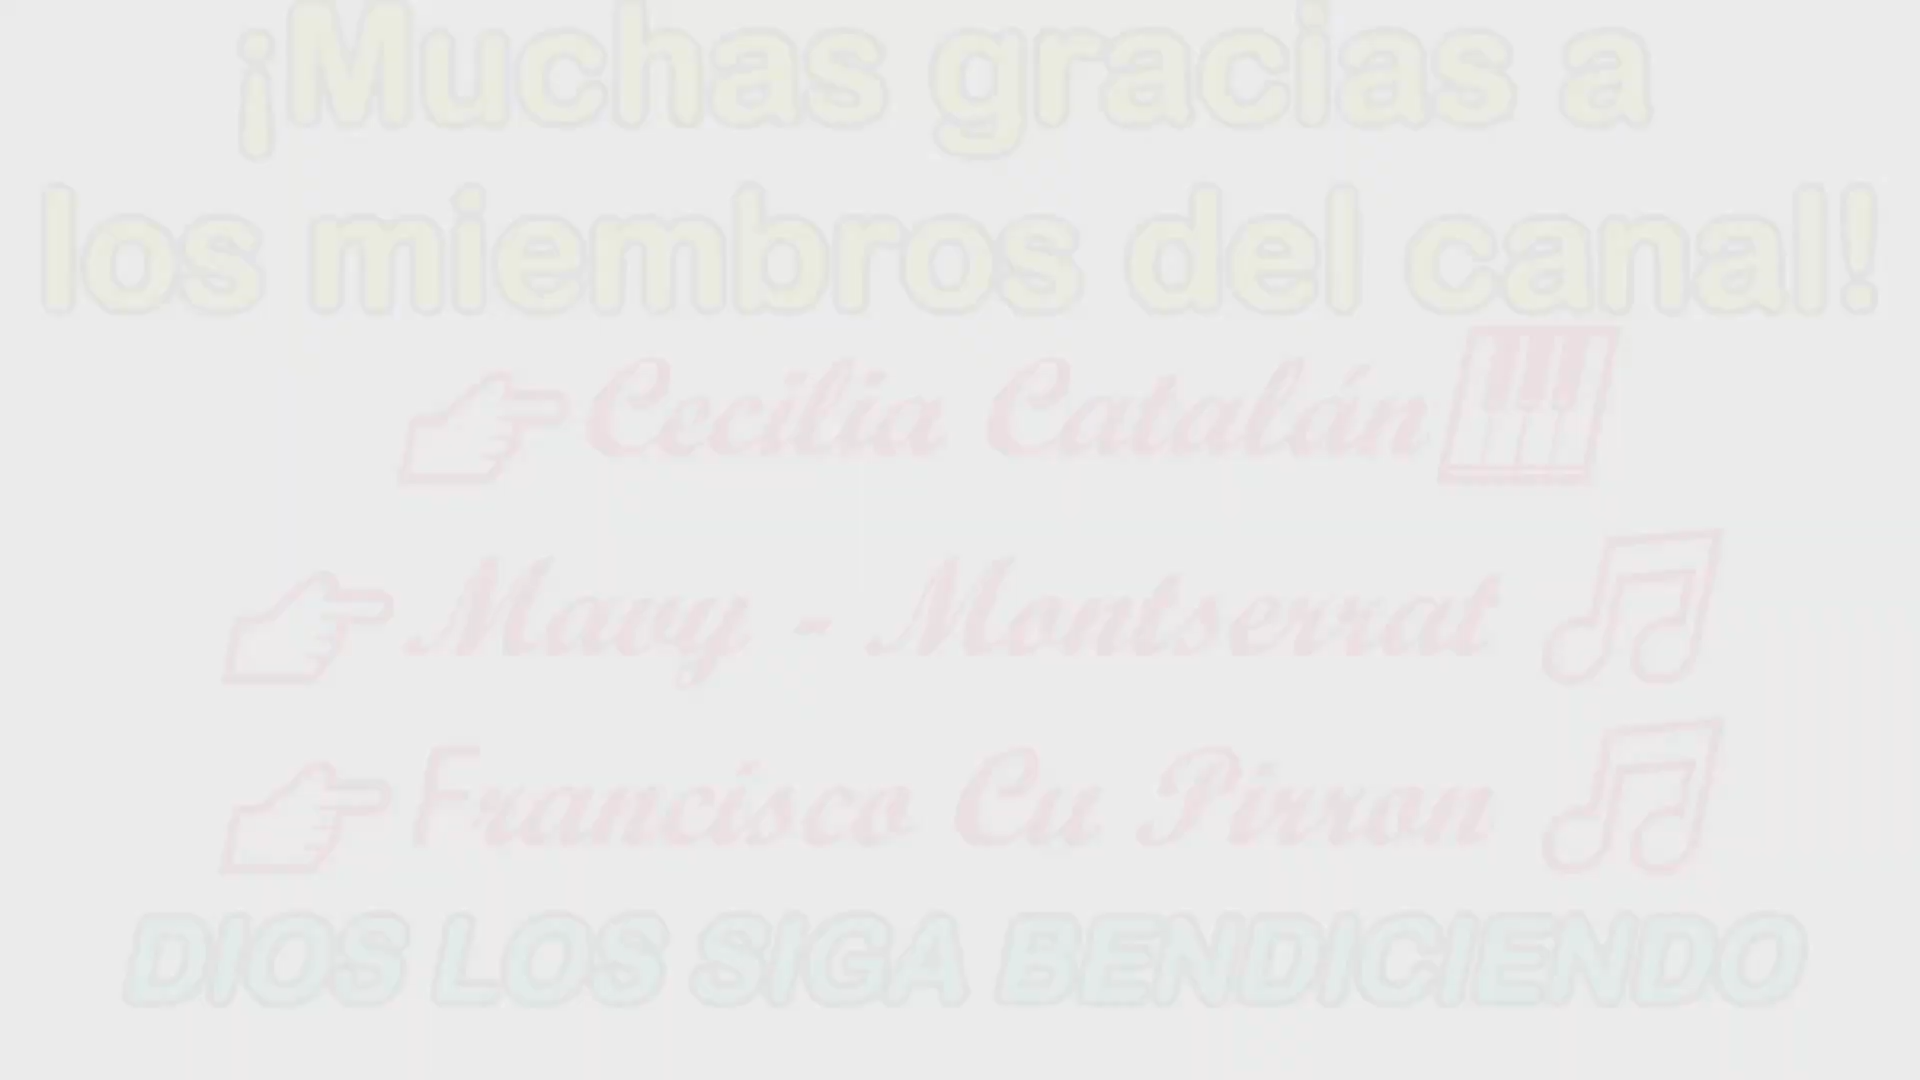 ¡Muchas gracias a
los miembros del canal!
Cecilia Catalán
Mavy - Montserrat
Francisco Cu Pirron
DIOS LOS SIGA BENDICIENDO